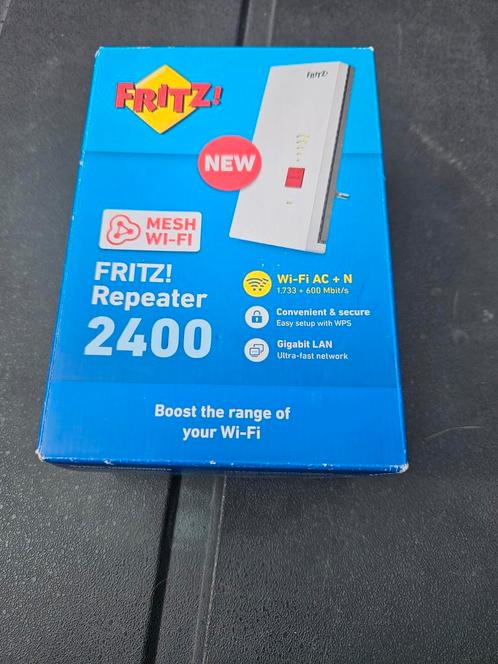 FRITZ!
FRITZ!
NEW
MESH
WI-FI
FRITZ!
Repeater
2400
Wi-Fi AC + N
1,733 + 600 Mbit/s
Convenient & secure
Easy setup with WPS
Gigabit LAN
Ultra-fast network
Boost the range of
your Wi-Fi